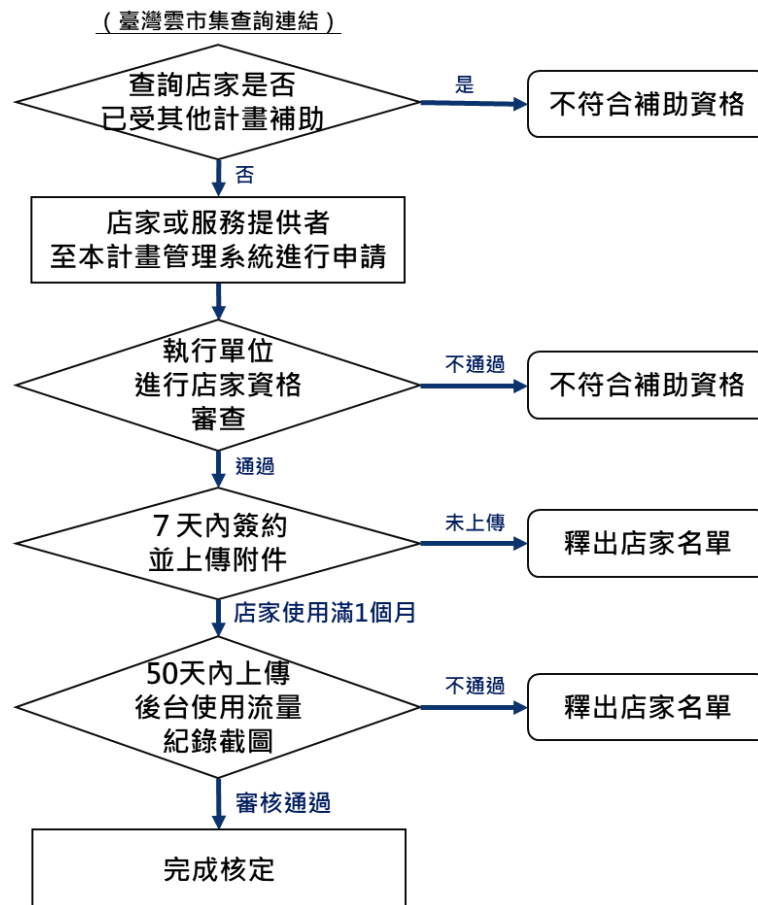 （臺灣雲市集查詢連結）
查詢店家是否
已受其他計畫補助
是
不符合補助資格
否
店家或服務提供者
至本計畫管理系統進行申請
執行單位
進行店家資格
審查
不通過
不符合補助資格
通過
7天內簽約
並上傳附件
未上傳
釋出店家名單
店家使用滿1個月
50天內上傳
後台使用流量
紀錄截圖
不通過
釋出店家名單
審核通過
完成核定